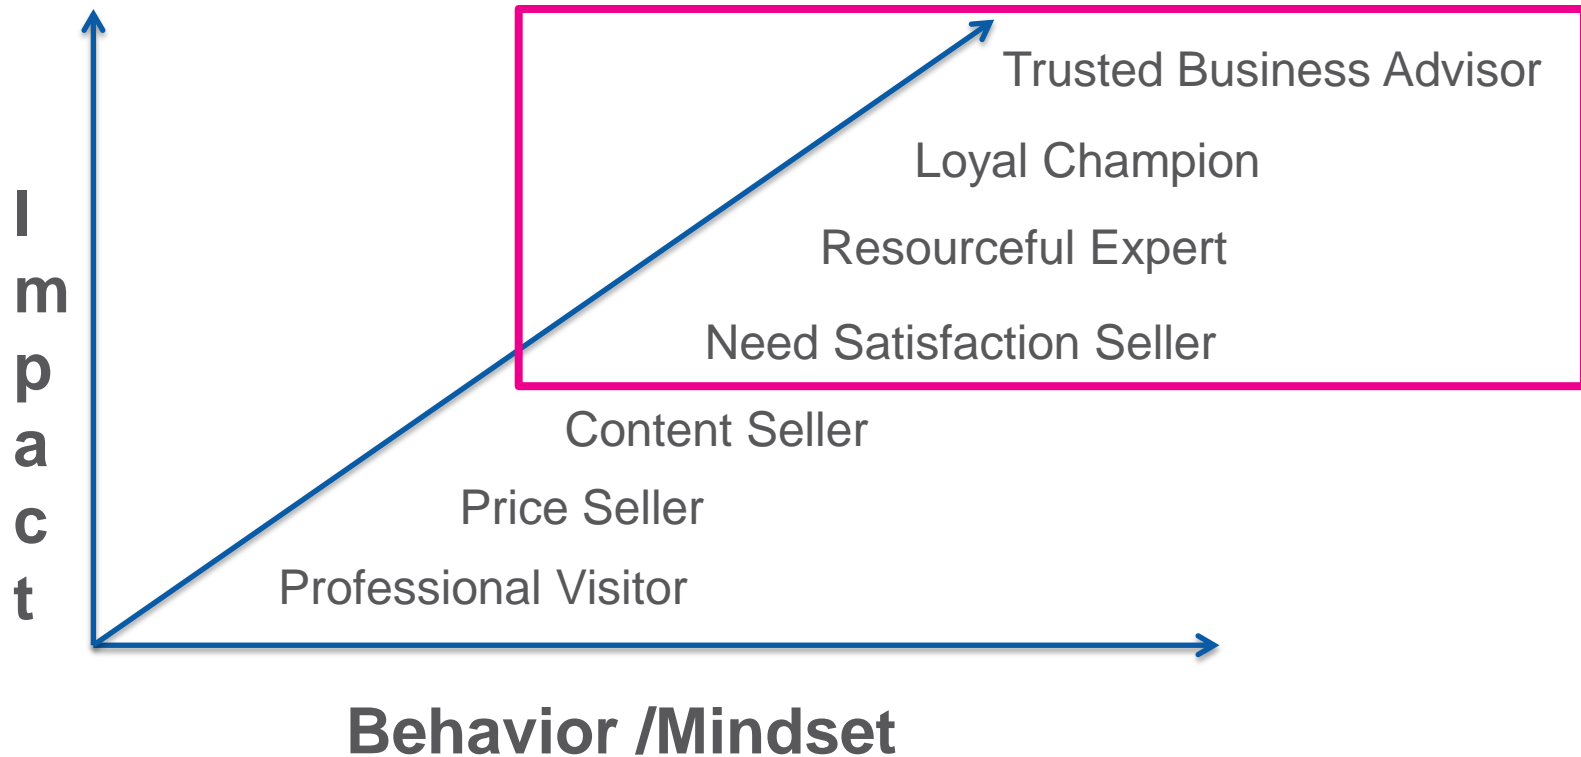 Trusted Business Advisor
Loyal Champion
Resourceful Expert
Need Satisfaction Seller
Content Seller
Price Seller
Professional Visitor
Impact
Behavior /Mindset